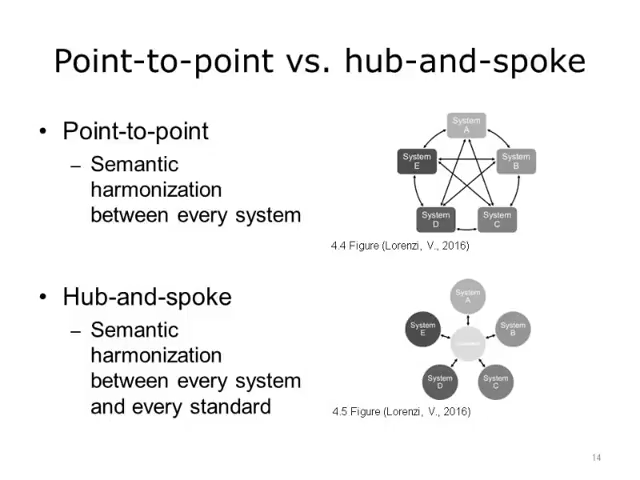 Point-to-point vs. hub-and-spoke
• Point-to-point
– Semantic
harmonization
between every system
System
A
System
E
System
B
System
D
System
C
4.4 Figure (Lorenzi, V., 2016)
• Hub-and-spoke
– Semantic
harmonization
between every system
and every standard
System
A
System
E
System
B
System
D
System
C
4.5 Figure (Lorenzi, V., 2016)
14